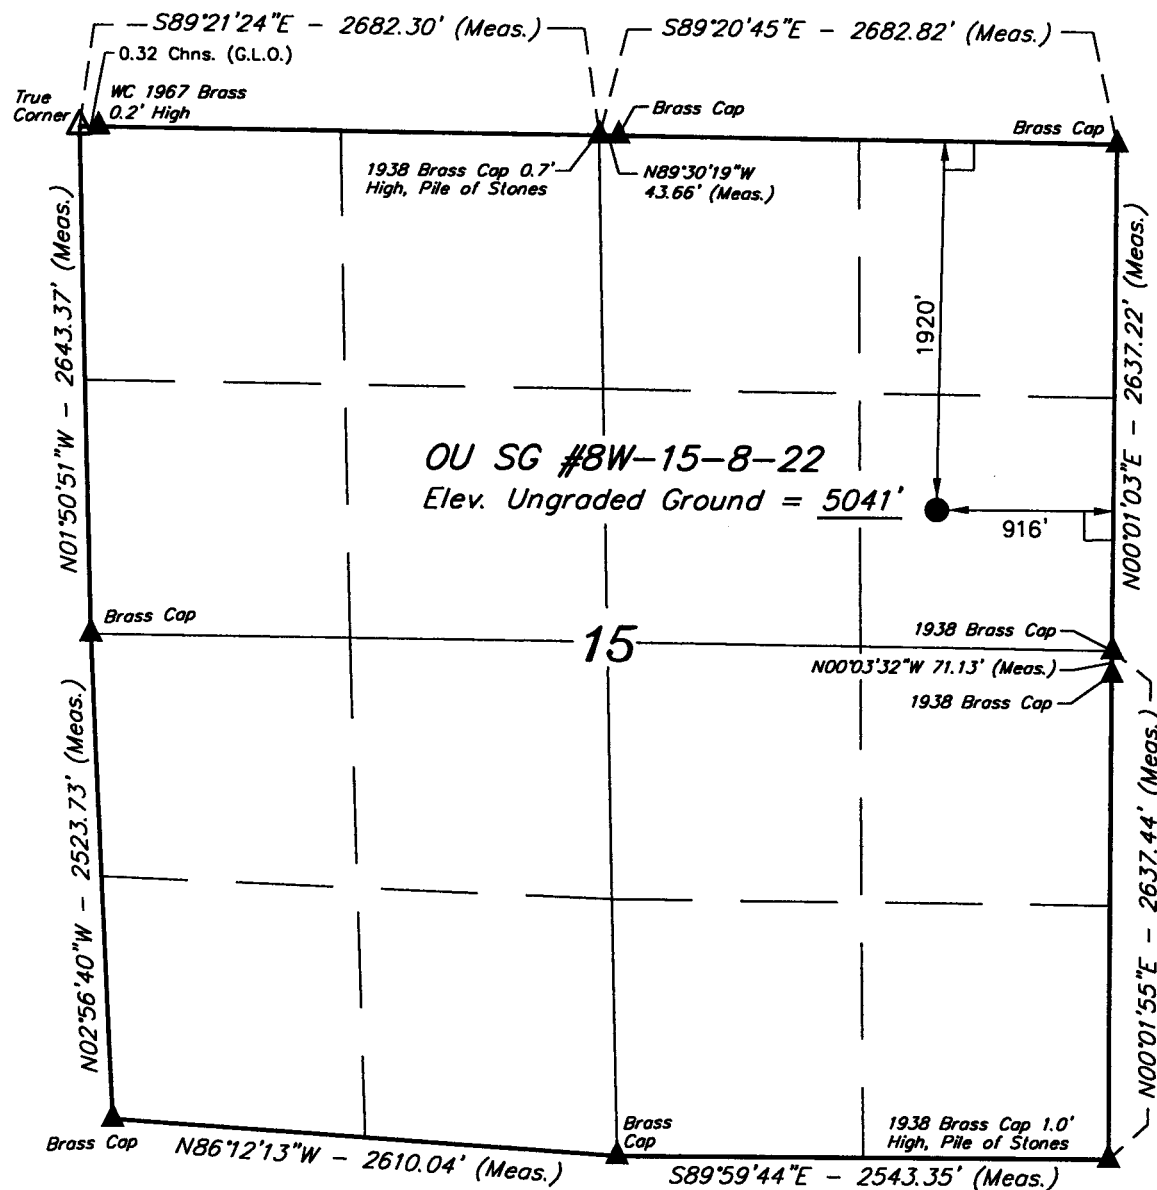 S89°21'24"E - 2682.30' (Meas.)
S89°20'45"E - 2682.82' (Meas.)
0.32 Chns. (G.L.O.)
True
Corner
WC 1967 Brass
0.2' High
Brass Cap
Brass Cap
1938 Brass Cap 0.7'
High, Pile of Stones
N89°30'19"W
43.66' (Meas.)
N01°50'51"W - 2643.37' (Meas.)
1920'
N00°01'03"E - 2637.22' (Meas.)
OU SG #8W-15-8-22
Elev. Ungraded Ground = 5041'
916'
Brass Cap
15
1938 Brass Cap
N00°03'32"W 71.13' (Meas.)
1938 Brass Cap
N02°56'40"W - 2523.73' (Meas.)
N00°01'55"E - 2637.44' (Meas.)
Brass Cap
N86°12'13"W - 2610.04' (Meas.)
Brass
Cap
1938 Brass Cap 1.0'
High, Pile of Stones
S89°59'44"E - 2543.35' (Meas.)